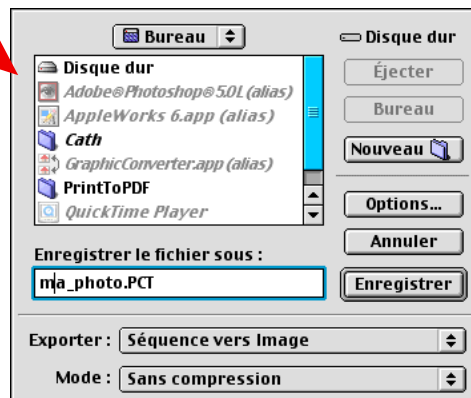 Bureau
Disque dur
Disque dur
Adobe®Photoshop®5.0L (alias)
Éjecter
AppleWorks 6.app (alias)
Bureau
Cath
GraphicConverter.app (alias)
Nouveau
PrintToPDF
QuickTime Player
Options...
Annuler
Enregistrer le fichier sous :
ma_photo.PCT
Enregistrer
Exporter : Séquence vers Image
Mode : Sans compression